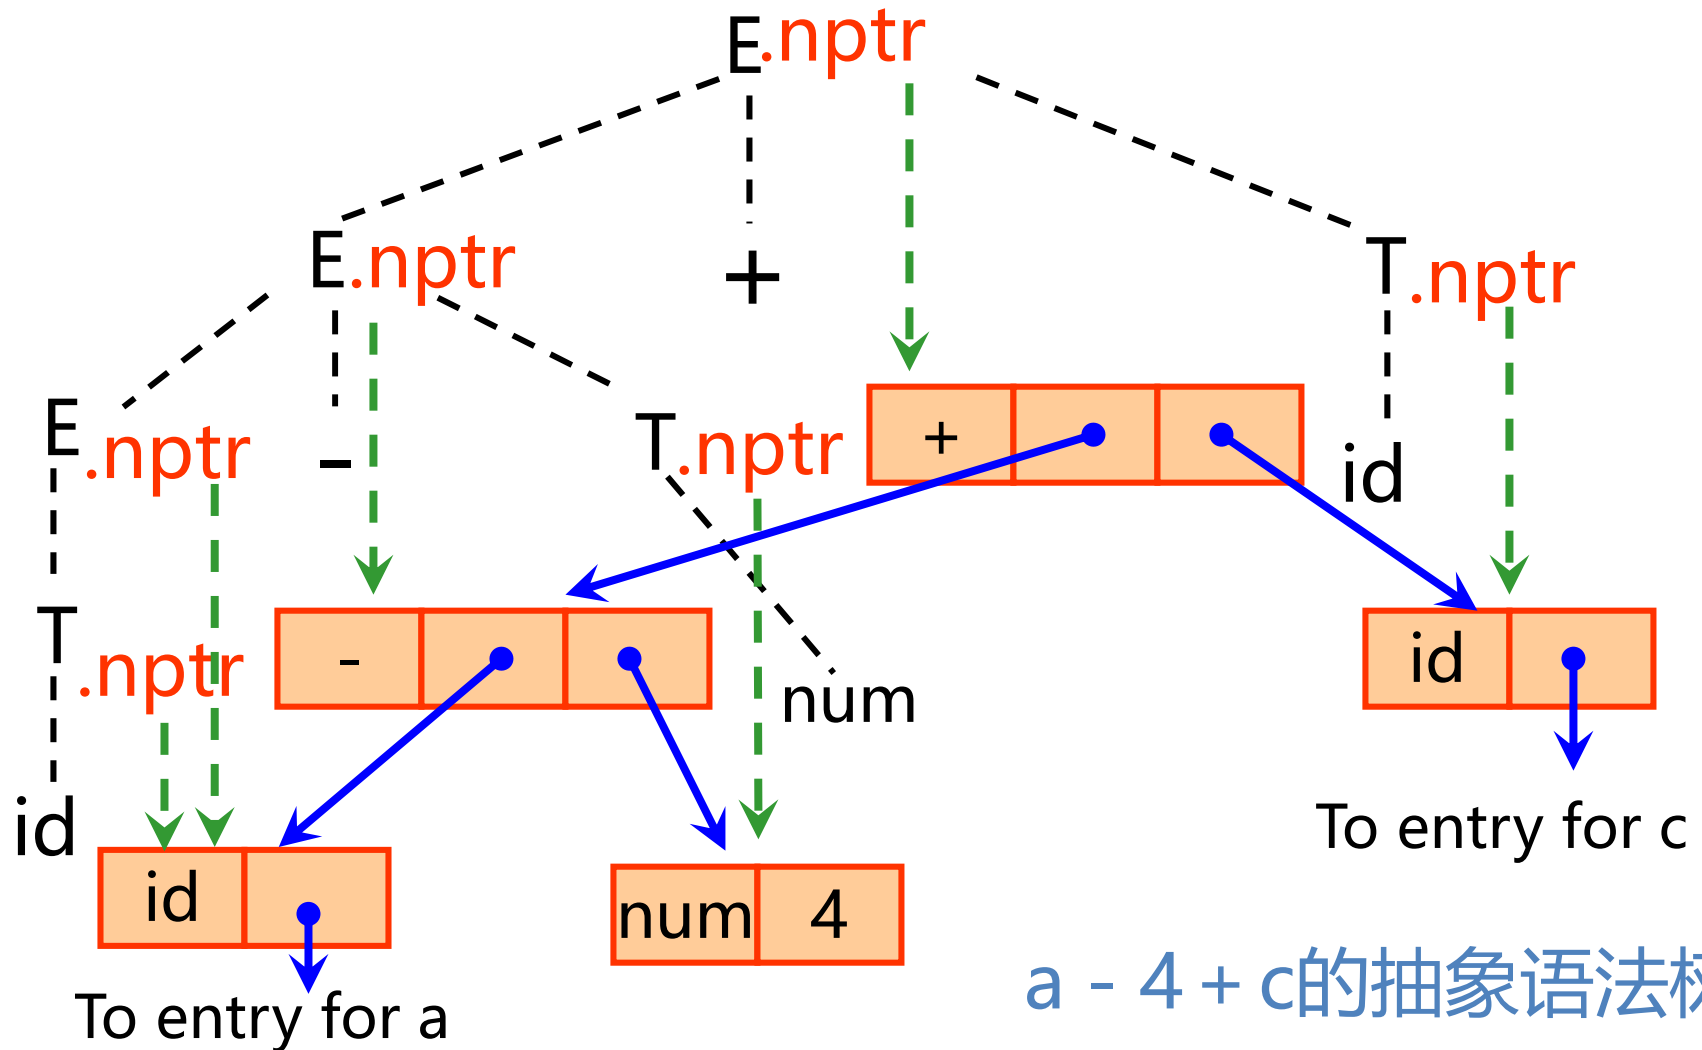 E.nptr
E.nptr
+
T.nptr
E.nptr
-
T.nptr
+
id
T.nptr
-
num
id
id
id
num 4
To entry for c
To entry for a
a - 4 + c的抽象语法树